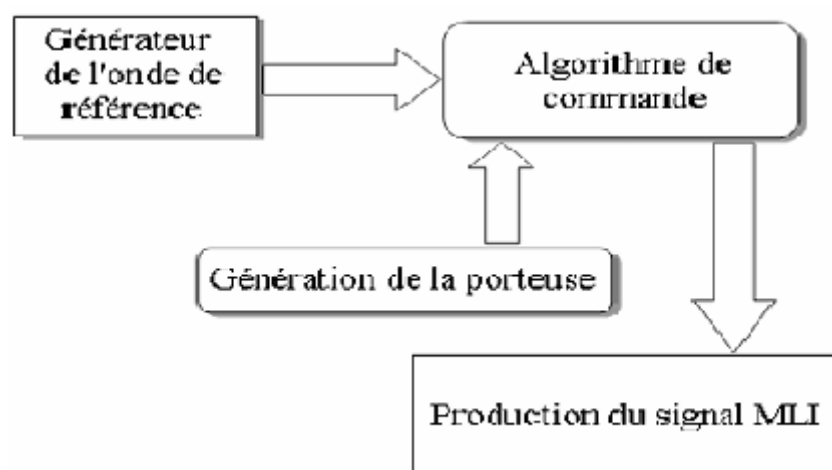 Générateur
de l'onde de
référence
Algorithme de
commande
Génération de la porteuse
Production du signal MLI